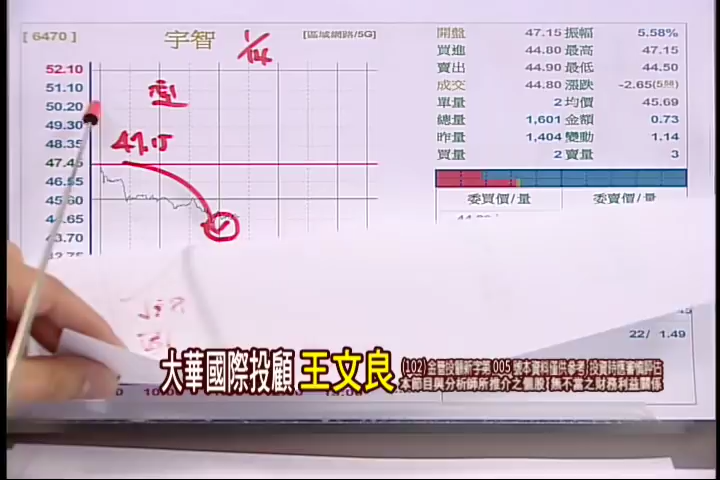 [6470] 宇智 1/14 [區域網路/5G]
52.10
51.10
50.20
49.30
48.35
47.45
46.55
45.60
44.65
43.70
42.75
空
47.15
開盤 47.15 振幅 5.58%
買進 44.80 最高 47.15
賣出 44.90 最低 44.50
成交 44.80 漲跌 -2.65
單量 2 均價 45.69
總量 1,601 金額 0.73
昨量 1,404 變動 1.14
買量 2 賣量 3
委買價/量 委賣價/量
22/ 1.49
大華國際投顧 王文良
(102)金管投顧新字第005號本資料僅供參考,投資時應審慎評估
本節目與分析師所推介之個股『無不當之財務利益關係